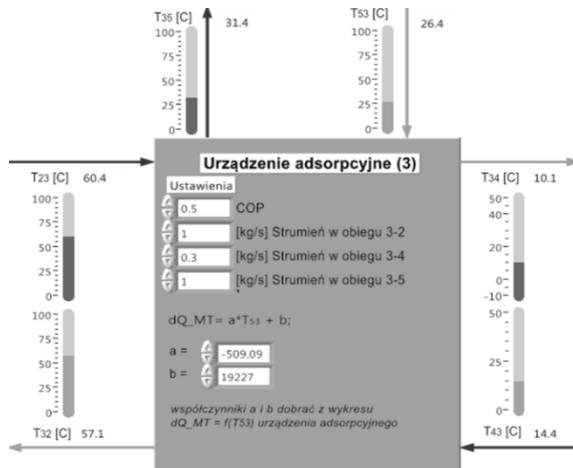 T35 [C] 31.4 T53 [C] 26.4
100 100
75 75
50 50
25 25
0 0
Urządzenie adsorpcyjne (3)
T23 [C] 60.4 T34 [C] 10.1
Ustawienia
0.5 COP
1 [kg/s] Strumień w obiegu 3-2
0.3 [kg/s] Strumień w obiegu 3-4
1 [kg/s] Strumień w obiegu 3-5
100 50
75 40
50 20
25 0
0 -10
dQ_MT= a*T53 + b;
a = -509.09
b = 19227
100 50
75
50 25
25
0 0
współczynniki a i b dobrać z wykresu
dQ_MT = f(T53) urządzenia adsorpcyjnego
T32 [C] 57.1 T43 [C] 14.4